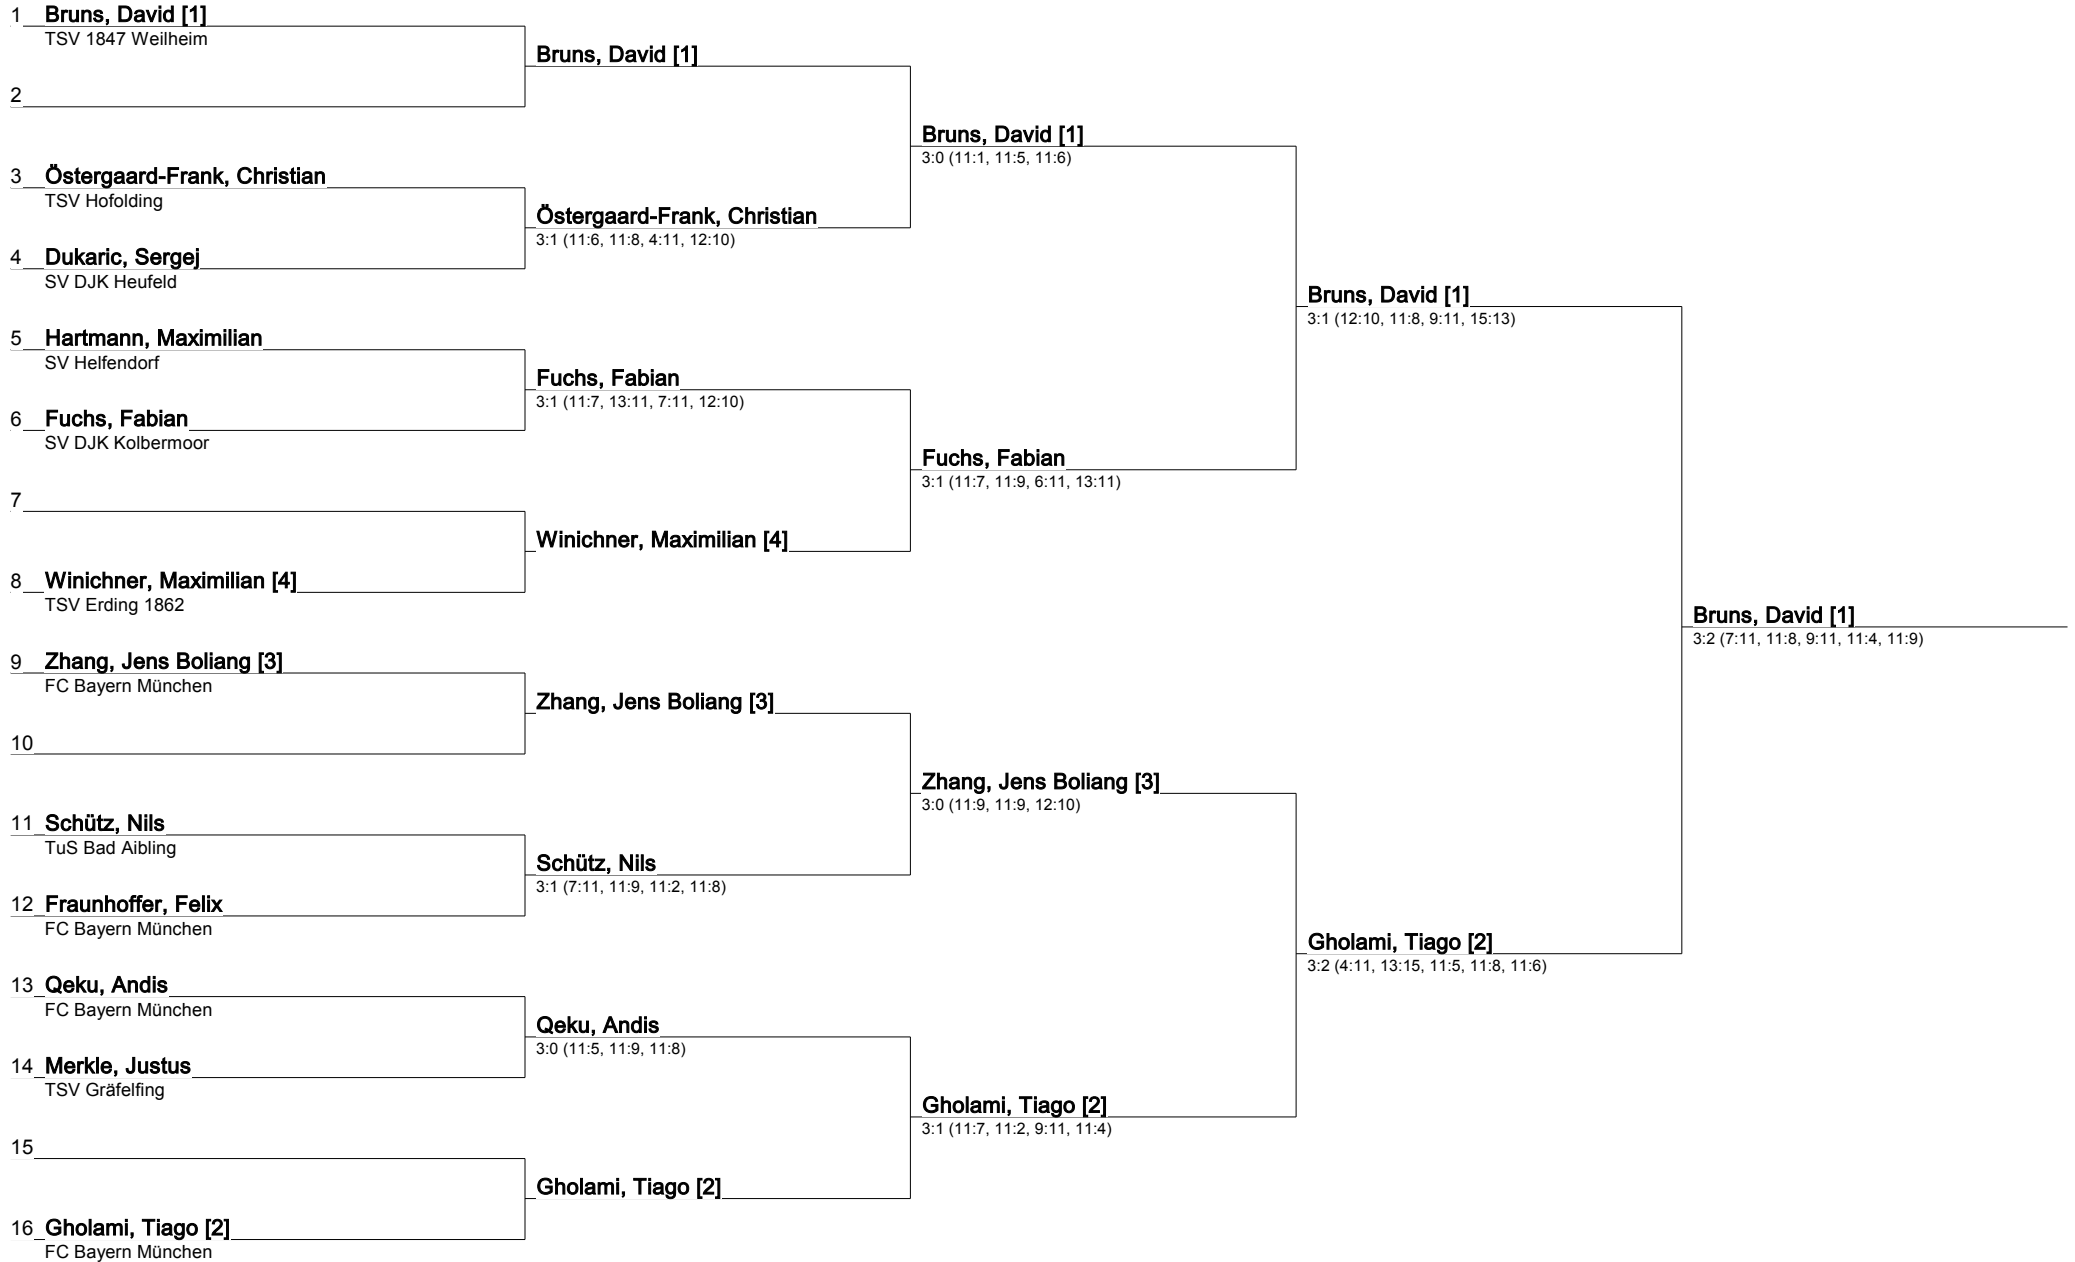 1 Bruns, David [1]
TSV 1847 Weilheim
Bruns, David [1]
2
Bruns, David [1]
3:0 (11:1, 11:5, 11:6)
3 Östergaard-Frank, Christian
TSV Hofolding
Östergaard-Frank, Christian
3:1 (11:6, 11:8, 4:11, 12:10)
4 Dukaric, Sergej
SV DJK Heufeld
Bruns, David [1]
3:1 (12:10, 11:8, 9:11, 15:13)
5 Hartmann, Maximilian
SV Helfendorf
Fuchs, Fabian
3:1 (11:7, 13:11, 7:11, 12:10)
6 Fuchs, Fabian
SV DJK Kolbermoor
Fuchs, Fabian
3:1 (11:7, 11:9, 6:11, 13:11)
7
Winichner, Maximilian [4]
8 Winichner, Maximilian [4]
TSV Erding 1862
Bruns, David [1]
3:2 (7:11, 11:8, 9:11, 11:4, 11:9)
9 Zhang, Jens Boliang [3]
FC Bayern München
Zhang, Jens Boliang [3]
10
Zhang, Jens Boliang [3]
3:0 (11:9, 11:9, 12:10)
11 Schütz, Nils
TuS Bad Aibling
Schütz, Nils
3:1 (7:11, 11:9, 11:2, 11:8)
12 Fraunhoffer, Felix
FC Bayern München
Gholami, Tiago [2]
3:2 (4:11, 13:15, 11:5, 11:8, 11:6)
13 Qeku, Andis
FC Bayern München
Qeku, Andis
3:0 (11:5, 11:9, 11:8)
14 Merkle, Justus
TSV Gräfelfing
Gholami, Tiago [2]
3:1 (11:7, 11:2, 9:11, 11:4)
15
Gholami, Tiago [2]
16 Gholami, Tiago [2]
FC Bayern München